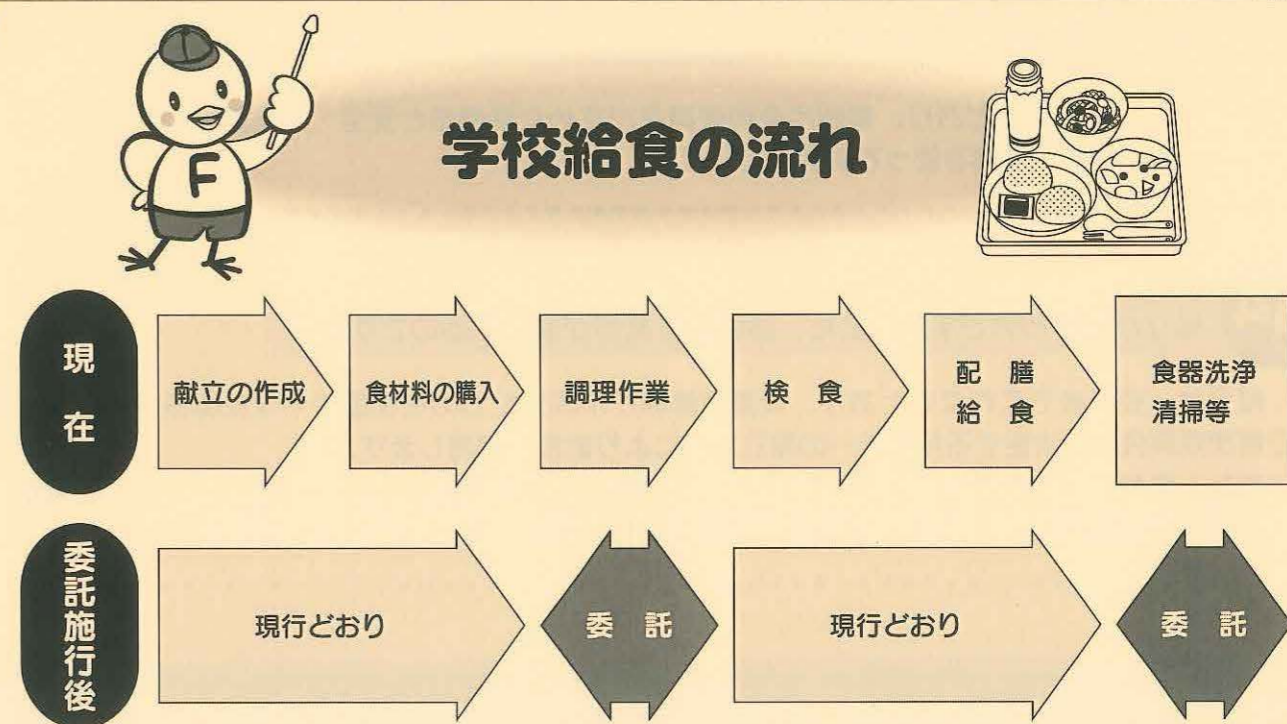 学校給食の流れ
F
現在
献立の作成
食材料の購入
調理作業
検 食
配 膳
給 食
食器洗浄
清掃等
委託施行後
現行どおり
委 託
現行どおり
委 託